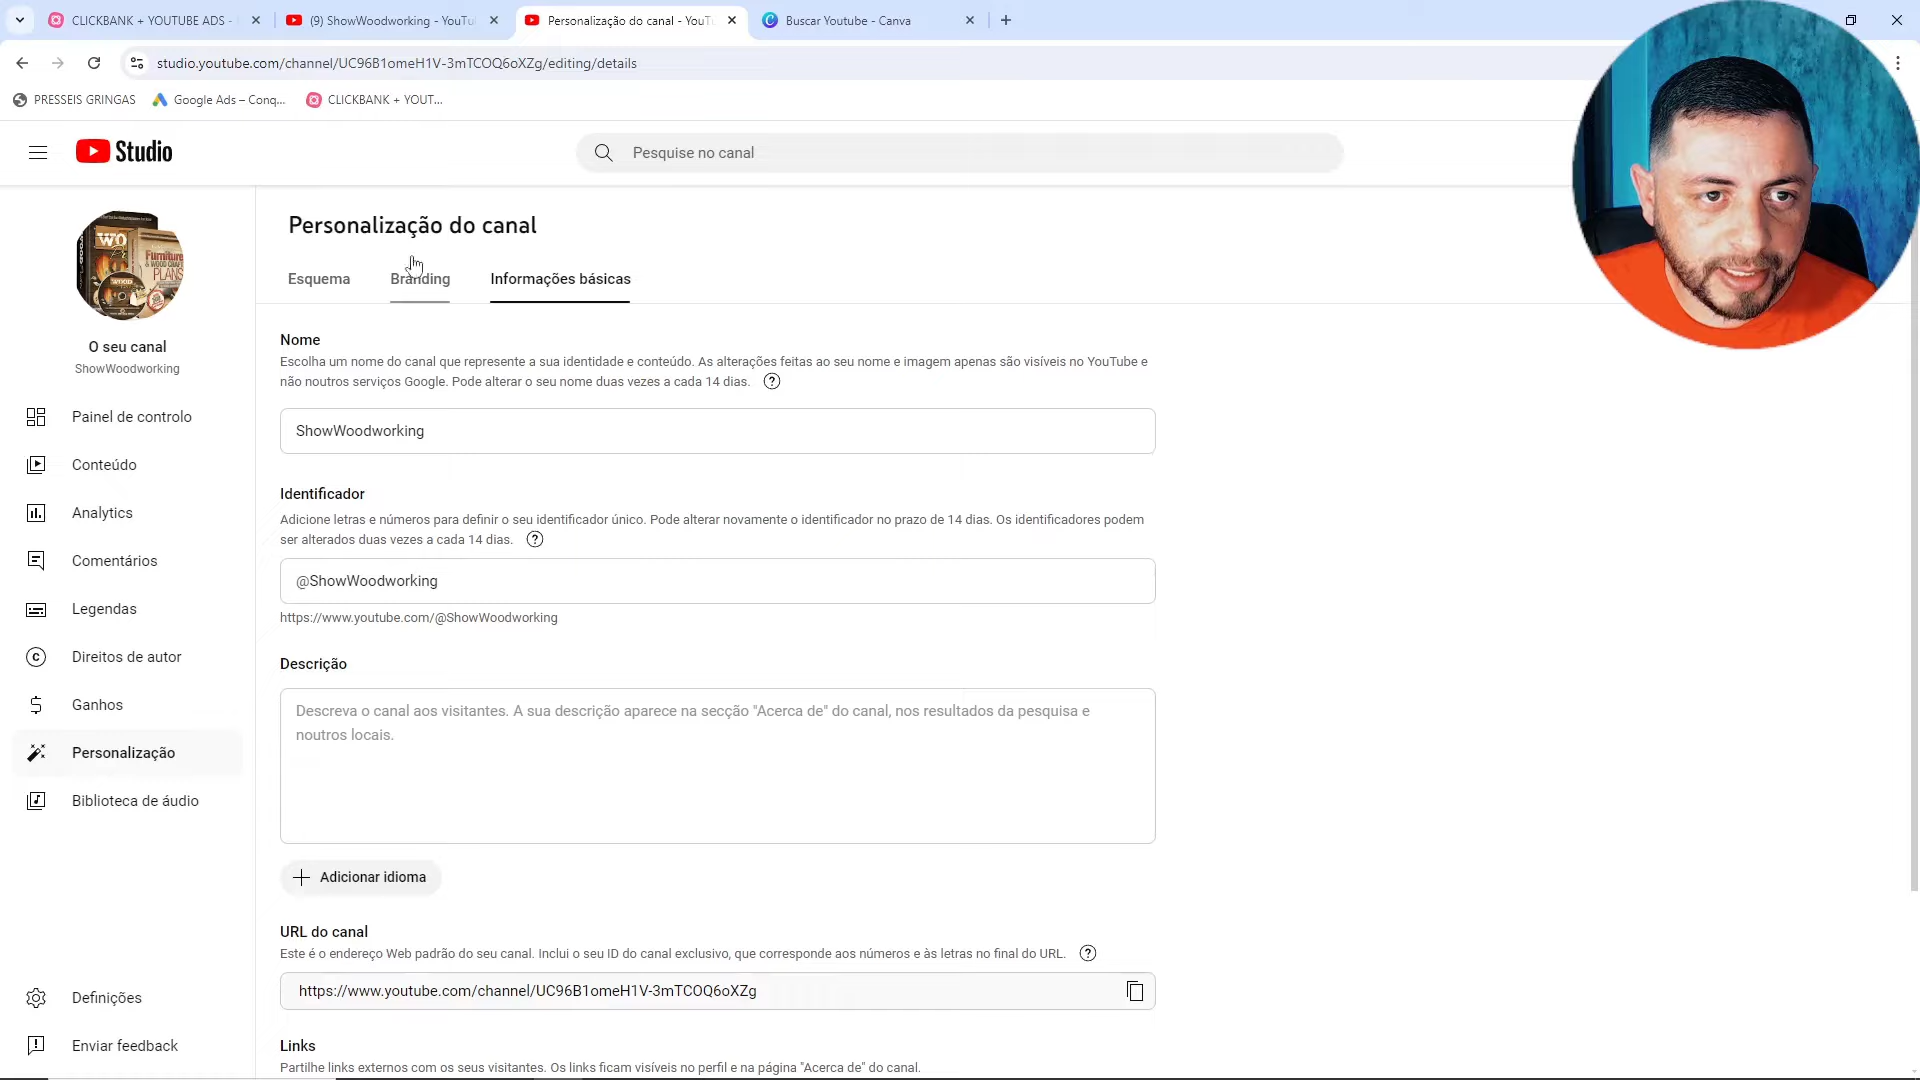 CLICKBANK + YOUTUBE ADS -
(9) ShowWoodworking - YouTu
Personalização do canal - YouTu
Buscar Youtube - Canva
studio.youtube.com/channel/UC96B1omeH1V-3mTCOQ6oXZg/editing/details
PRESSEIS GRINGAS
Google Ads – Conq...
CLICKBANK + YOUT...
Studio
Pesquise no canal
WO
Furniture
& WOOD CRAFT
PLANS
WOOD
O seu canal
ShowWoodworking
Painel de controlo
Conteúdo
Analytics
Comentários
Legendas
Direitos de autor
Ganhos
Personalização
Biblioteca de áudio
Definições
Enviar feedback
Personalização do canal
Esquema
Branding
Informações básicas
Nome
Escolha um nome do canal que represente a sua identidade e conteúdo. As alterações feitas ao seu nome e imagem apenas são visíveis no YouTube e
não noutros serviços Google. Pode alterar o seu nome duas vezes a cada 14 dias.
ShowWoodworking
Identificador
Adicione letras e números para definir o seu identificador único. Pode alterar novamente o identificador no prazo de 14 dias. Os identificadores podem
ser alterados duas vezes a cada 14 dias.
@ShowWoodworking
https://www.youtube.com/@ShowWoodworking
Descrição
Descreva o canal aos visitantes. A sua descrição aparece na secção "Acerca de" do canal, nos resultados da pesquisa e
noutros locais.
Adicionar idioma
URL do canal
Este é o endereço Web padrão do seu canal. Inclui o seu ID do canal exclusivo, que corresponde aos números e às letras no final do URL.
https://www.youtube.com/channel/UC96B1omeH1V-3mTCOQ6oXZg
Links
Partilhe links externos com os seus visitantes. Os links ficam visíveis no perfil e na página "Acerca de" do canal.